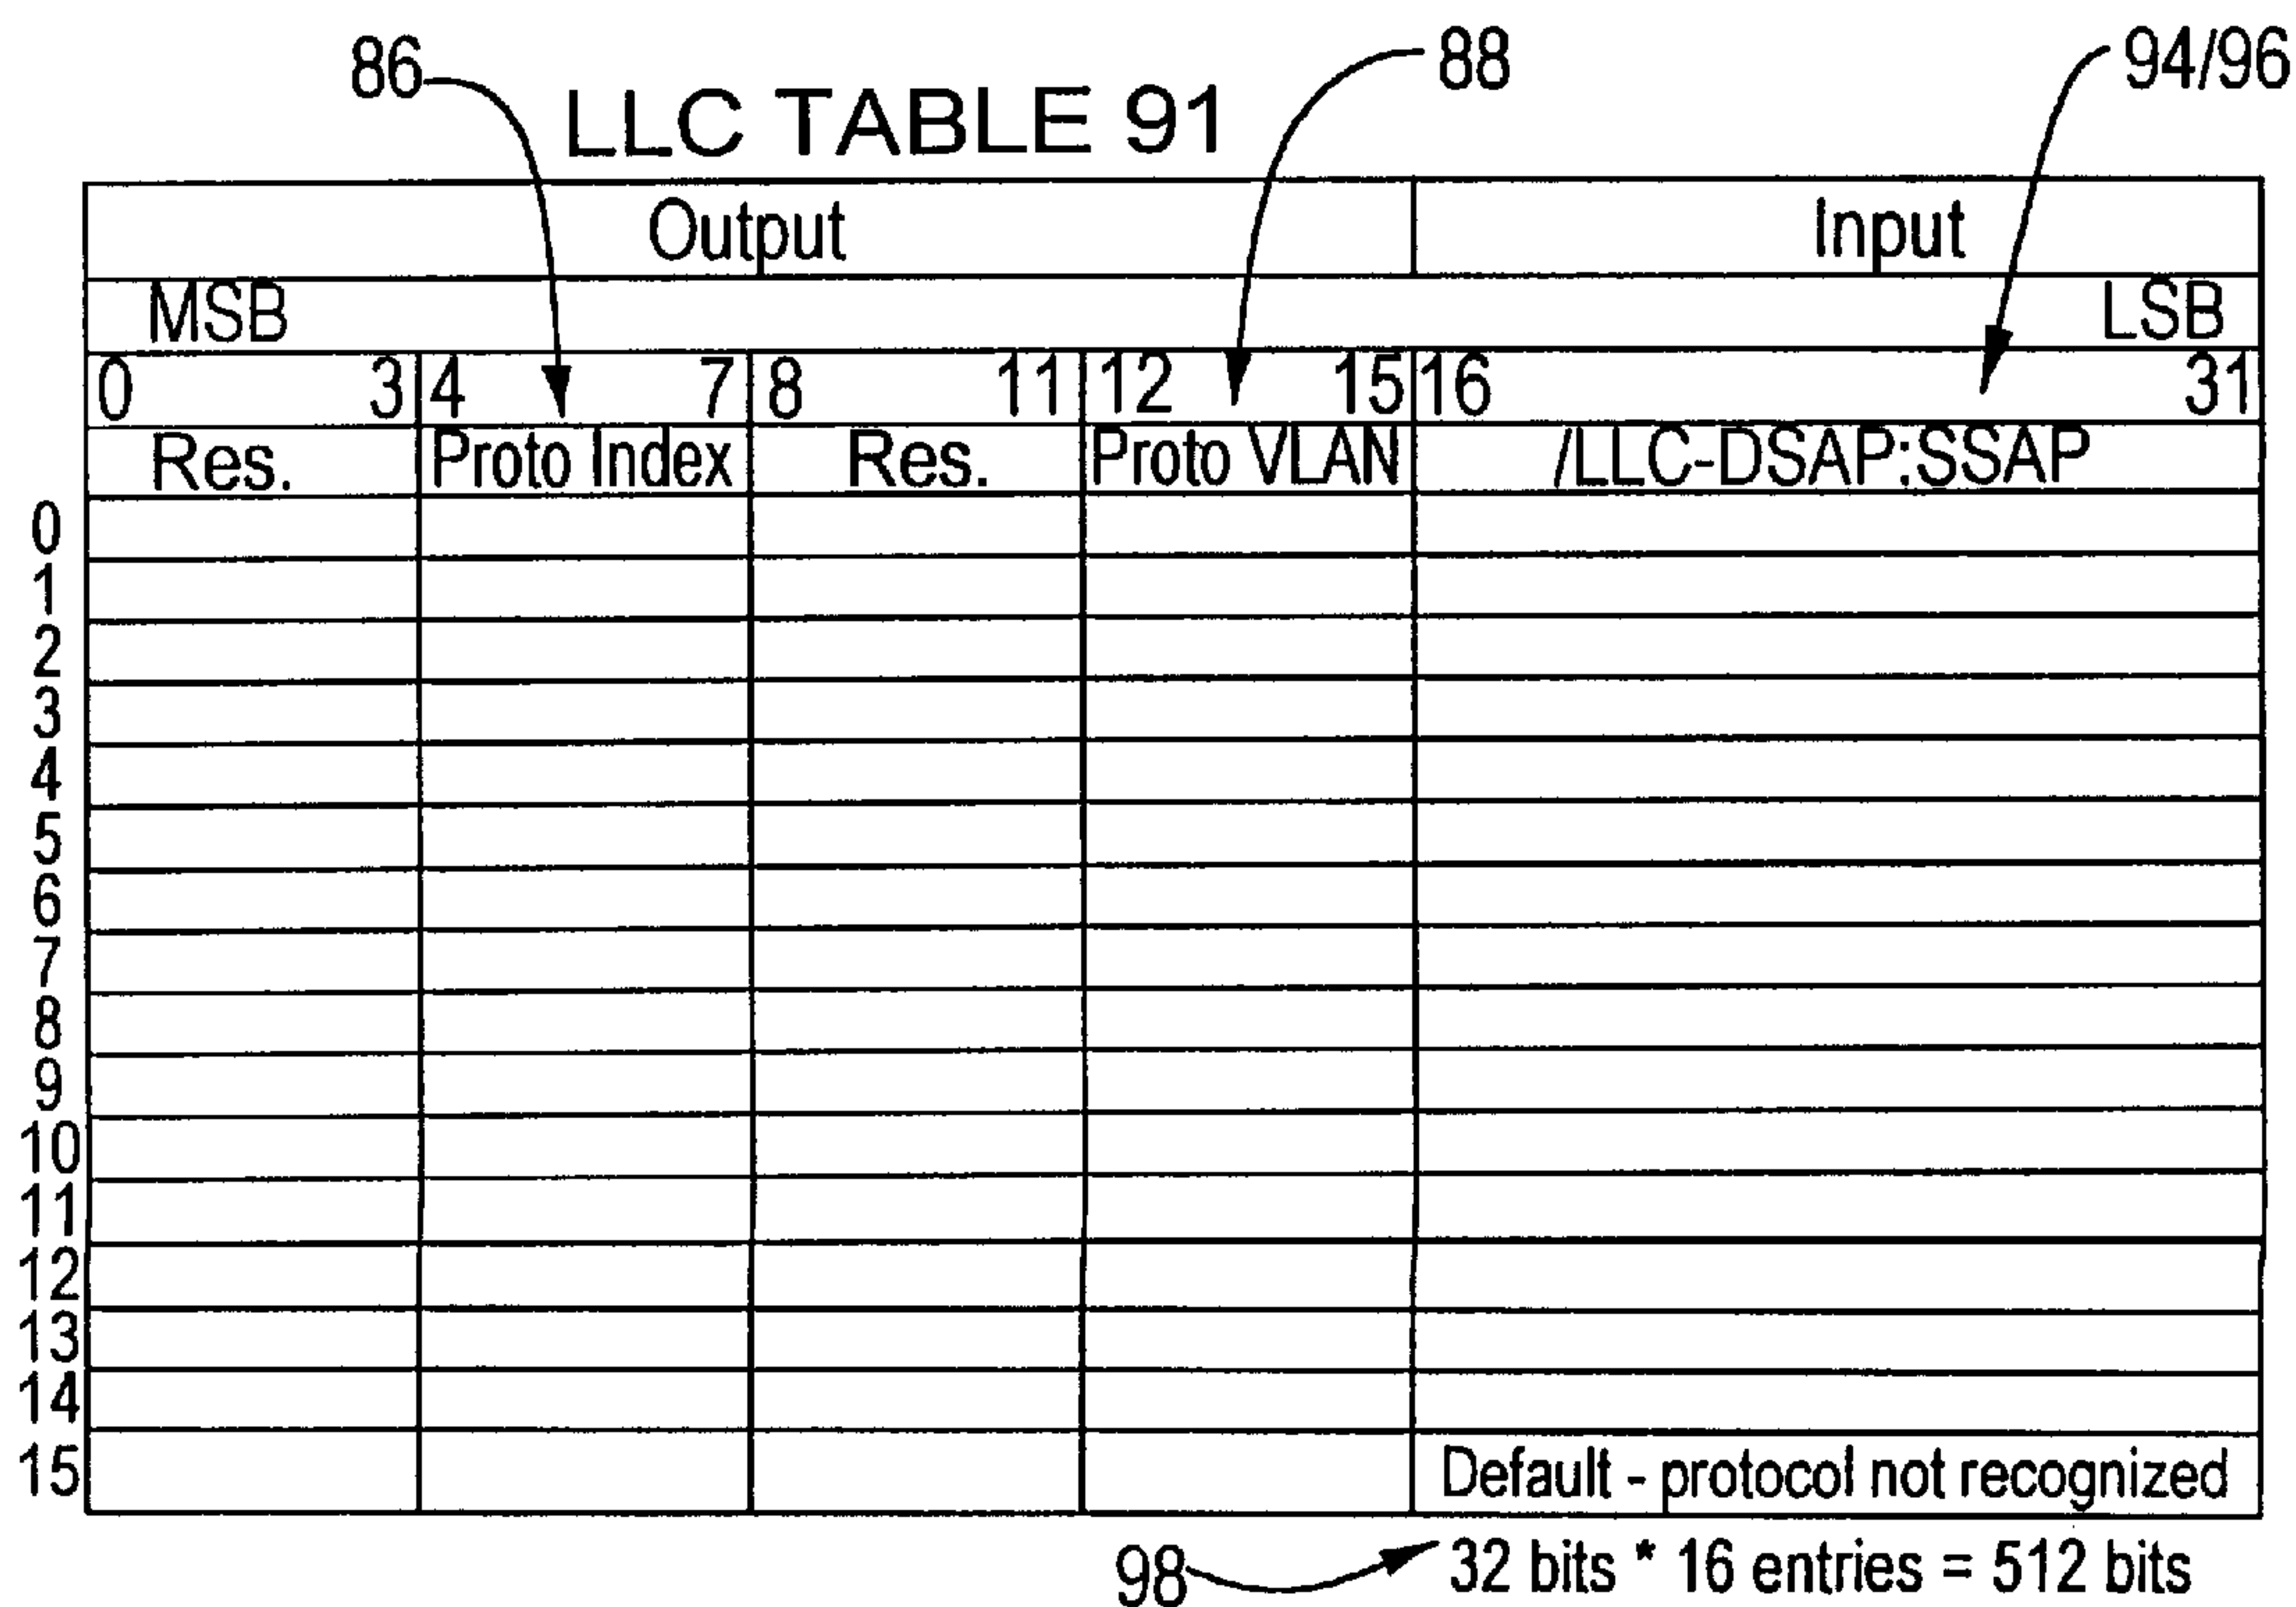 86
88
94/96
LLC TABLE 91
Output Input
MSB LSB
0 3 4 7 8 11 12 15 16 31
Res. Proto Index Res. Proto VLAN /LLC-DSAP:SSAP
0
1
2
3
4
5
6
7
8
9
10
11
12
13
14
15 Default - protocol not recognized
98 32 bits * 16 entries = 512 bits